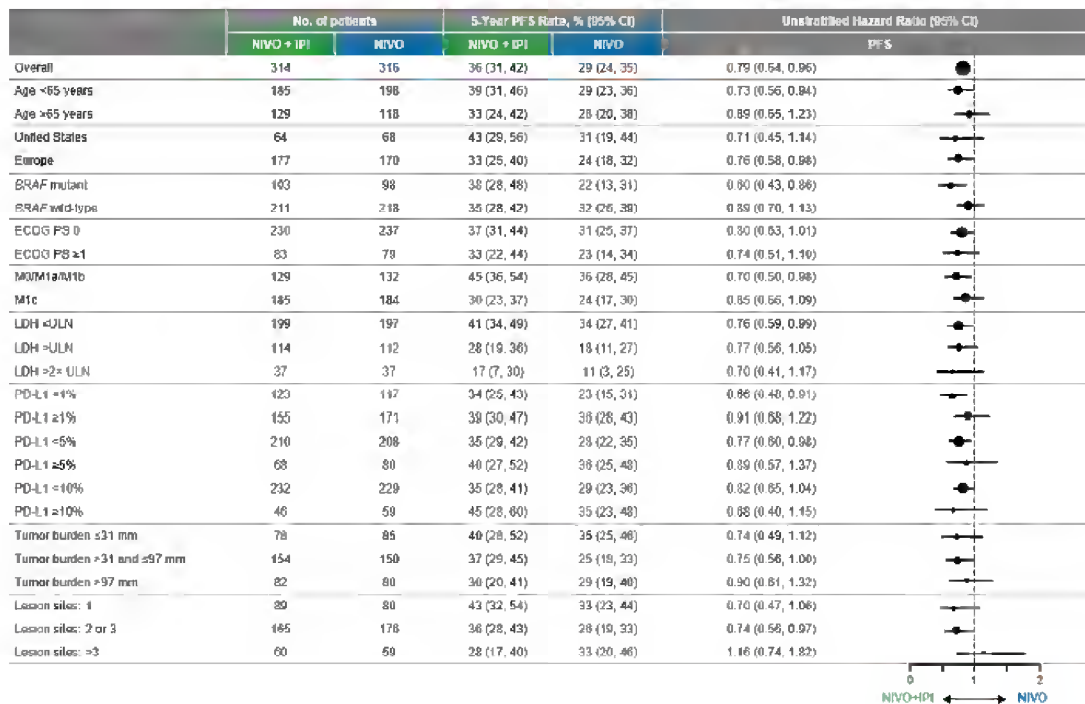 No. of patients 5-Year PFS Rate, % (95% CI) Unstratified Hazard Ratio (95% CI)
NIVO + IPI NIVO NIVO + IPI NIVO PFS
Overall 314 316 36 (31, 42) 29 (24, 35) 0.79 (0.64, 0.96)
Age <65 years 185 198 39 (31, 46) 29 (23, 36) 0.73 (0.56, 0.94)
Age >65 years 129 118 33 (24, 42) 28 (20, 38) 0.89 (0.65, 1.23)
United States 64 68 43 (29, 56) 31 (19, 44) 0.71 (0.45, 1.14)
Europe 177 170 33 (25, 40) 24 (18, 32) 0.76 (0.58, 0.98)
BRAF mutant 103 98 38 (28, 48) 22 (13, 31) 0.60 (0.43, 0.86)
BRAF wild-type 211 218 35 (28, 42) 32 (26, 39) 0.89 (0.70, 1.13)
ECOG PS 0 230 237 37 (31, 44) 31 (25, 37) 0.80 (0.63, 1.01)
ECOG PS ≥1 83 79 33 (22, 44) 23 (14, 34) 0.74 (0.51, 1.10)
M0/M1a/M1b 129 132 45 (36, 54) 36 (28, 45) 0.70 (0.50, 0.98)
M1c 185 184 30 (23, 37) 24 (17, 30) 0.85 (0.66, 1.09)
LDH ≤ULN 199 197 41 (34, 49) 34 (27, 41) 0.76 (0.59, 0.99)
LDH >ULN 114 112 28 (19, 36) 18 (11, 27) 0.77 (0.56, 1.05)
LDH >2× ULN 37 37 17 (7, 30) 11 (3, 25) 0.70 (0.41, 1.17)
PD-L1 <1% 123 117 34 (25, 43) 23 (15, 31) 0.66 (0.48, 0.91)
PD-L1 ≥1% 155 171 39 (30, 47) 36 (28, 43) 0.91 (0.68, 1.22)
PD-L1 <5% 210 208 35 (29, 42) 28 (22, 35) 0.77 (0.60, 0.98)
PD-L1 ≥5% 68 80 40 (27, 52) 36 (25, 48) 0.89 (0.57, 1.37)
PD-L1 <10% 232 229 35 (28, 41) 29 (23, 36) 0.82 (0.65, 1.04)
PD-L1 ≥10% 46 59 45 (28, 60) 35 (23, 48) 0.68 (0.40, 1.15)
Tumor burden ≤31 mm 78 85 40 (28, 52) 35 (25, 46) 0.74 (0.49, 1.12)
Tumor burden >31 and ≤97 mm 154 150 37 (29, 45) 25 (18, 33) 0.75 (0.56, 1.00)
Tumor burden >97 mm 82 80 30 (20, 41) 29 (19, 40) 0.90 (0.61, 1.32)
Lesion sites: 1 89 80 43 (32, 54) 33 (23, 44) 0.70 (0.47, 1.06)
Lesion sites: 2 or 3 165 176 36 (28, 43) 26 (19, 33) 0.74 (0.56, 0.97)
Lesion sites: >3 60 59 28 (17, 40) 33 (20, 46) 1.16 (0.74, 1.82)
0 1 2
NIVO+IPI NIVO